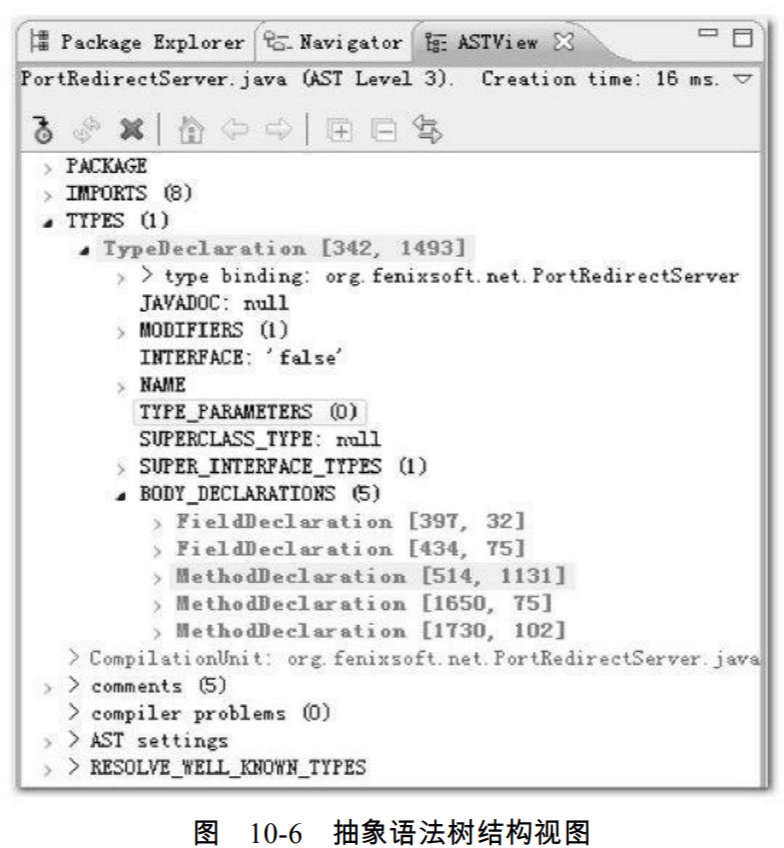 Package Explorer Navigator ASTView
PortRedirectServer.java (AST Level 3). Creation time: 16 ms.
PACKAGE
IMPORTS (8)
TYPES (1)
TypeDeclaration [342, 1493]
> type binding: org.fenixsoft.net.PortRedirectServer
JAVADOC: null
MODIFIERS (1)
INTERFACE: 'false'
NAME
TYPE_PARAMETERS (0)
SUPERCLASS_TYPE: null
SUPER_INTERFACE_TYPES (1)
BODY_DECLARATIONS (5)
FieldDeclaration [397, 32]
FieldDeclaration [434, 75]
MethodDeclaration [514, 1131]
MethodDeclaration [1650, 75]
MethodDeclaration [1730, 102]
> CompilationUnit: org.fenixsoft.net.PortRedirectServer.java
> comments (5)
> compiler problems (0)
> AST settings
> RESOLVE_WELL_KNOWN_TYPES
图 10-6 抽象语法树结构视图